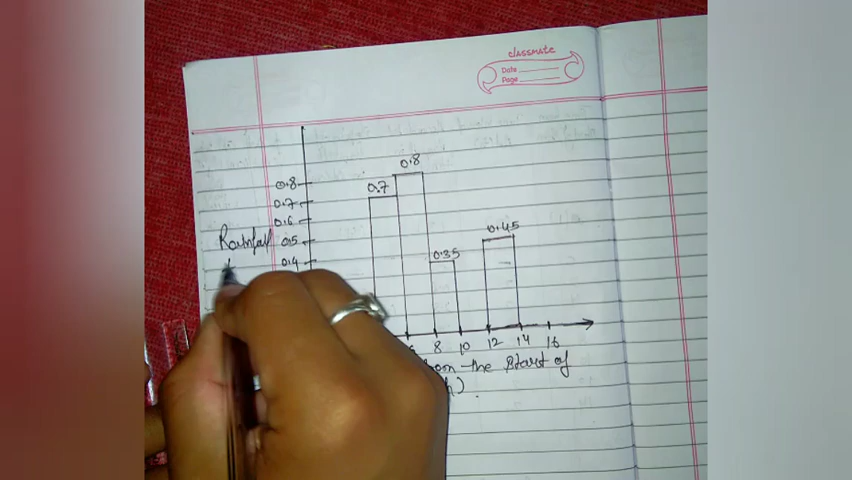 classmate
Date
Page
0.8
0.7
0.8
0.7
0.6
Rainfall
0.5
0.45
0.4
0.35
8 10 12 14 16
from the start of
h)